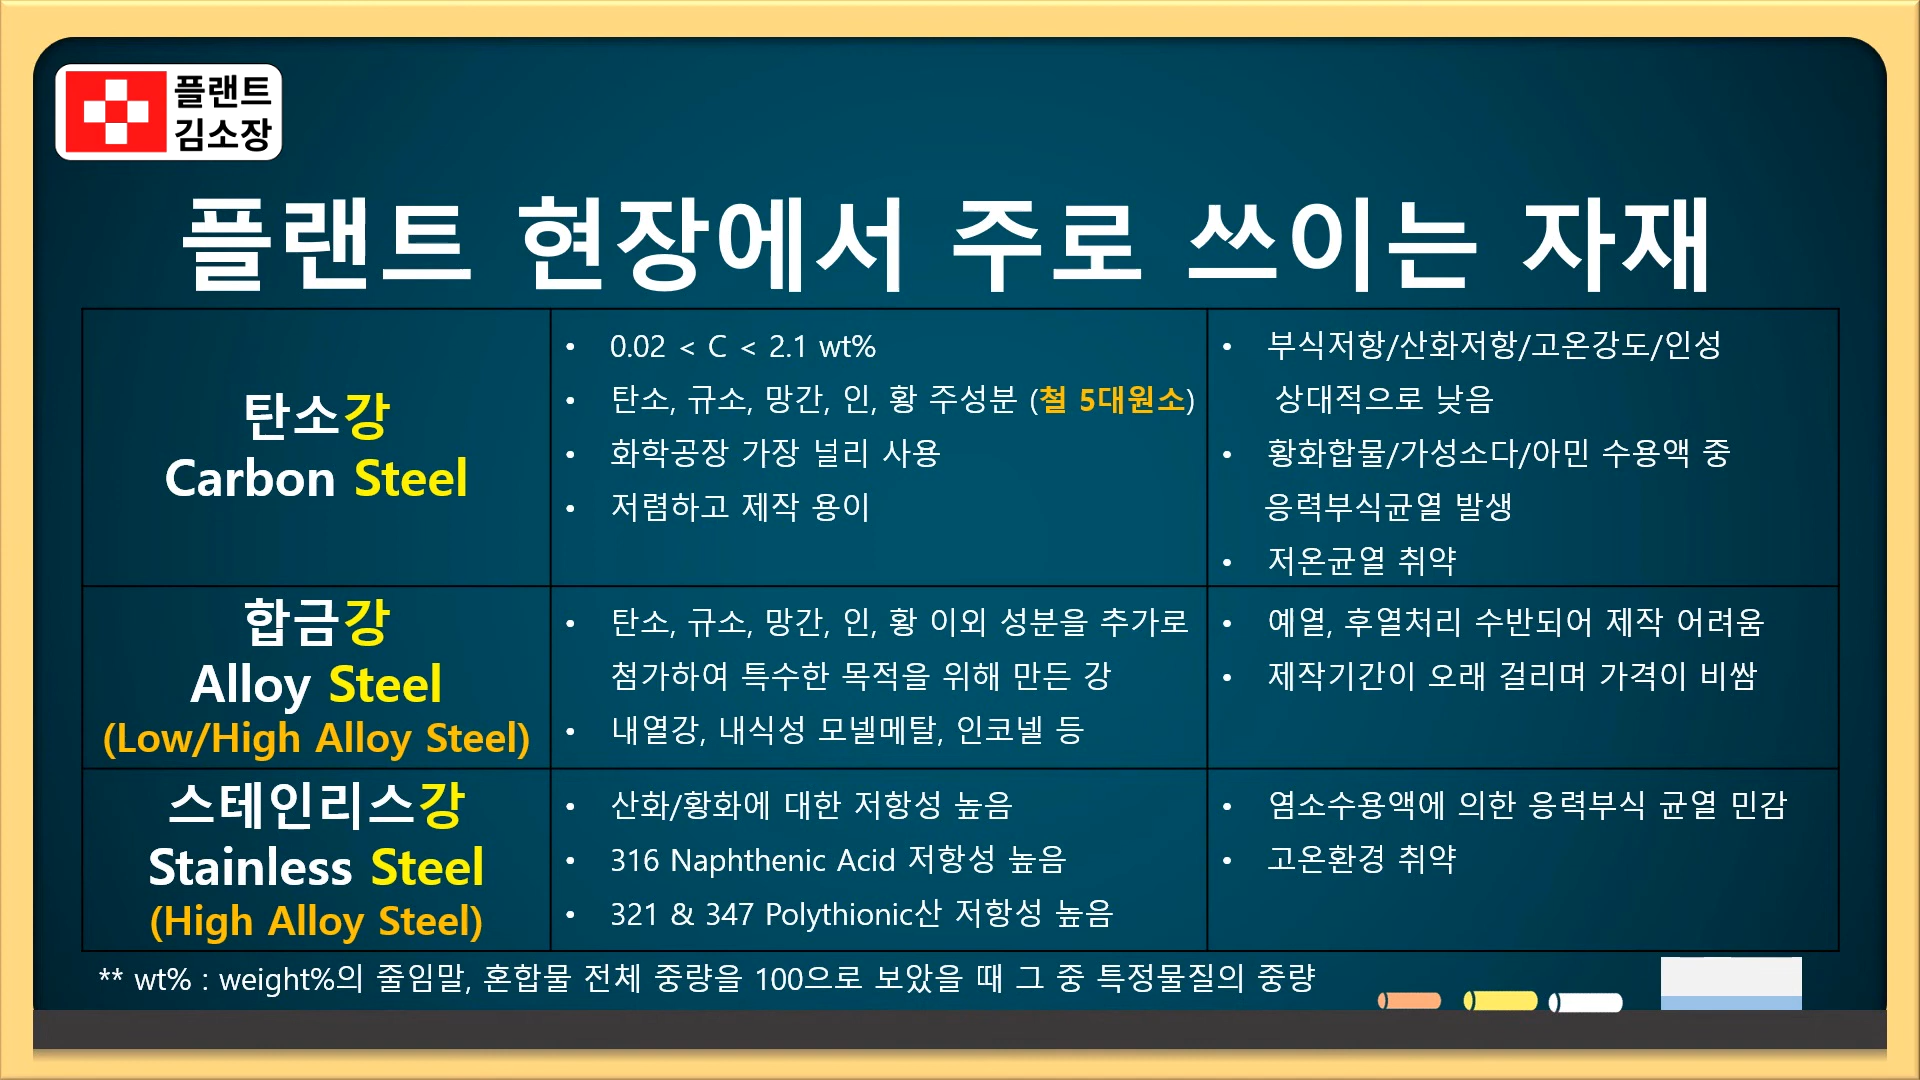 플랜트
김소장
플랜트 현장에서 주로 쓰이는 자재
탄소강
Carbon Steel
• 0.02 < C < 2.1 wt%
• 탄소, 규소, 망간, 인, 황 주성분 (철 5대원소)
• 화학공장 가장 널리 사용
• 저렴하고 제작 용이
• 부식저항/산화저항/고온강도/인성
상대적으로 낮음
• 황화합물/가성소다/아민 수용액 중
응력부식균열 발생
• 저온균열 취약
합금강
Alloy Steel
(Low/High Alloy Steel)
• 탄소, 규소, 망간, 인, 황 이외 성분을 추가로
첨가하여 특수한 목적을 위해 만든 강
• 내열강, 내식성 모넬메탈, 인코넬 등
• 예열, 후열처리 수반되어 제작 어려움
• 제작기간이 오래 걸리며 가격이 비쌈
스테인리스강
Stainless Steel
(High Alloy Steel)
• 산화/황화에 대한 저항성 높음
• 316 Naphthenic Acid 저항성 높음
• 321 & 347 Polythionic산 저항성 높음
• 염소수용액에 의한 응력부식 균열 민감
• 고온환경 취약
** wt% : weight%의 줄임말, 혼합물 전체 중량을 100으로 보았을 때 그 중 특정물질의 중량